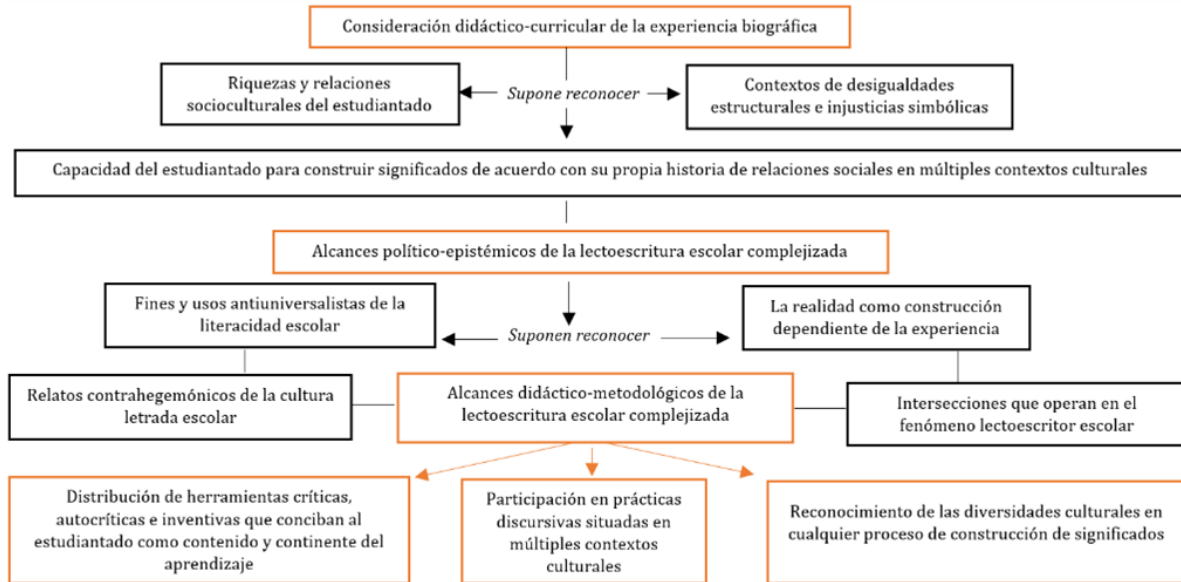 Consideración didáctico-curricular de la experiencia biográfica
Riquezas y relaciones
socioculturales del estudiantado
Supone reconocer
Contextos de desigualdades
estructurales e injusticias simbólicas
Capacidad del estudiantado para construir significados de acuerdo con su propia historia de relaciones sociales en múltiples contextos culturales
Alcances político-epistémicos de la lectoescritura escolar complejizada
Fines y usos antiuniversalistas de la
literacidad escolar
Suponen reconocer
La realidad como construcción
dependiente de la experiencia
Relatos contrahegemónicos de la cultura
letrada escolar
Alcances didáctico-metodológicos de la
lectoescritura escolar complejizada
Intersecciones que operan en el
fenómeno lectoescritor escolar
Distribución de herramientas críticas,
autocríticas e inventivas que conciban al
estudiantado como contenido y continente del
aprendizaje
Participación en prácticas
discursivas situadas en
múltiples contextos
culturales
Reconocimiento de las diversidades culturales en
cualquier proceso de construcción de significados